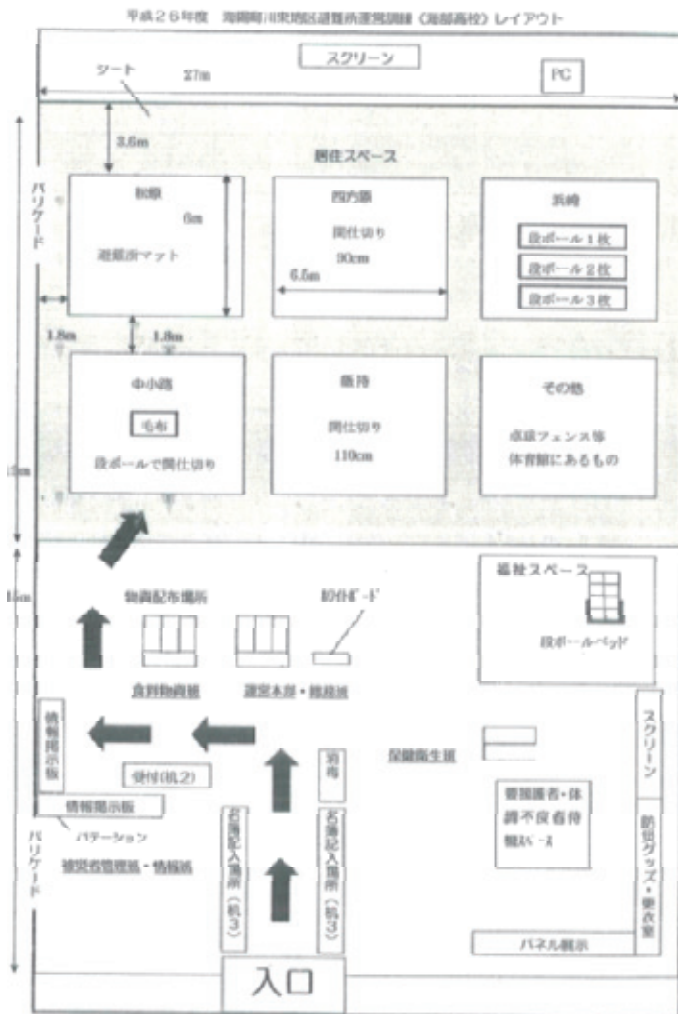 平成26年度 海陽町川東地区避難所運営訓練(海部高校)レイアウト
スクリーン
PC
シート
27m
3.6m
居住スペース
バリケード
松原
6m
避難所マット
四方原
間仕切り
90cm
6.5m
浜崎
段ボール1枚
段ボール2枚
段ボール3枚
1.8m
1.8m
中小路
毛布
段ボールで間仕切り
間仕切り
110cm
その他
卓球フェンス等
体育館にあるもの
福祉スペース
段ボールベッド
物資配布場所
ホワイトボード
食料物資班
運営本部・総務班
情報掲示板
受付(机2)
情報掲示板
パテーション
被災者管理班・情報班
バリケード
消毒
名簿記入場所(机3)
名簿記入場所(机3)
保健衛生班
要援護者・体
調不良者待
機スペース
スクリーン
防災グッズ・更衣室
パネル展示
入口